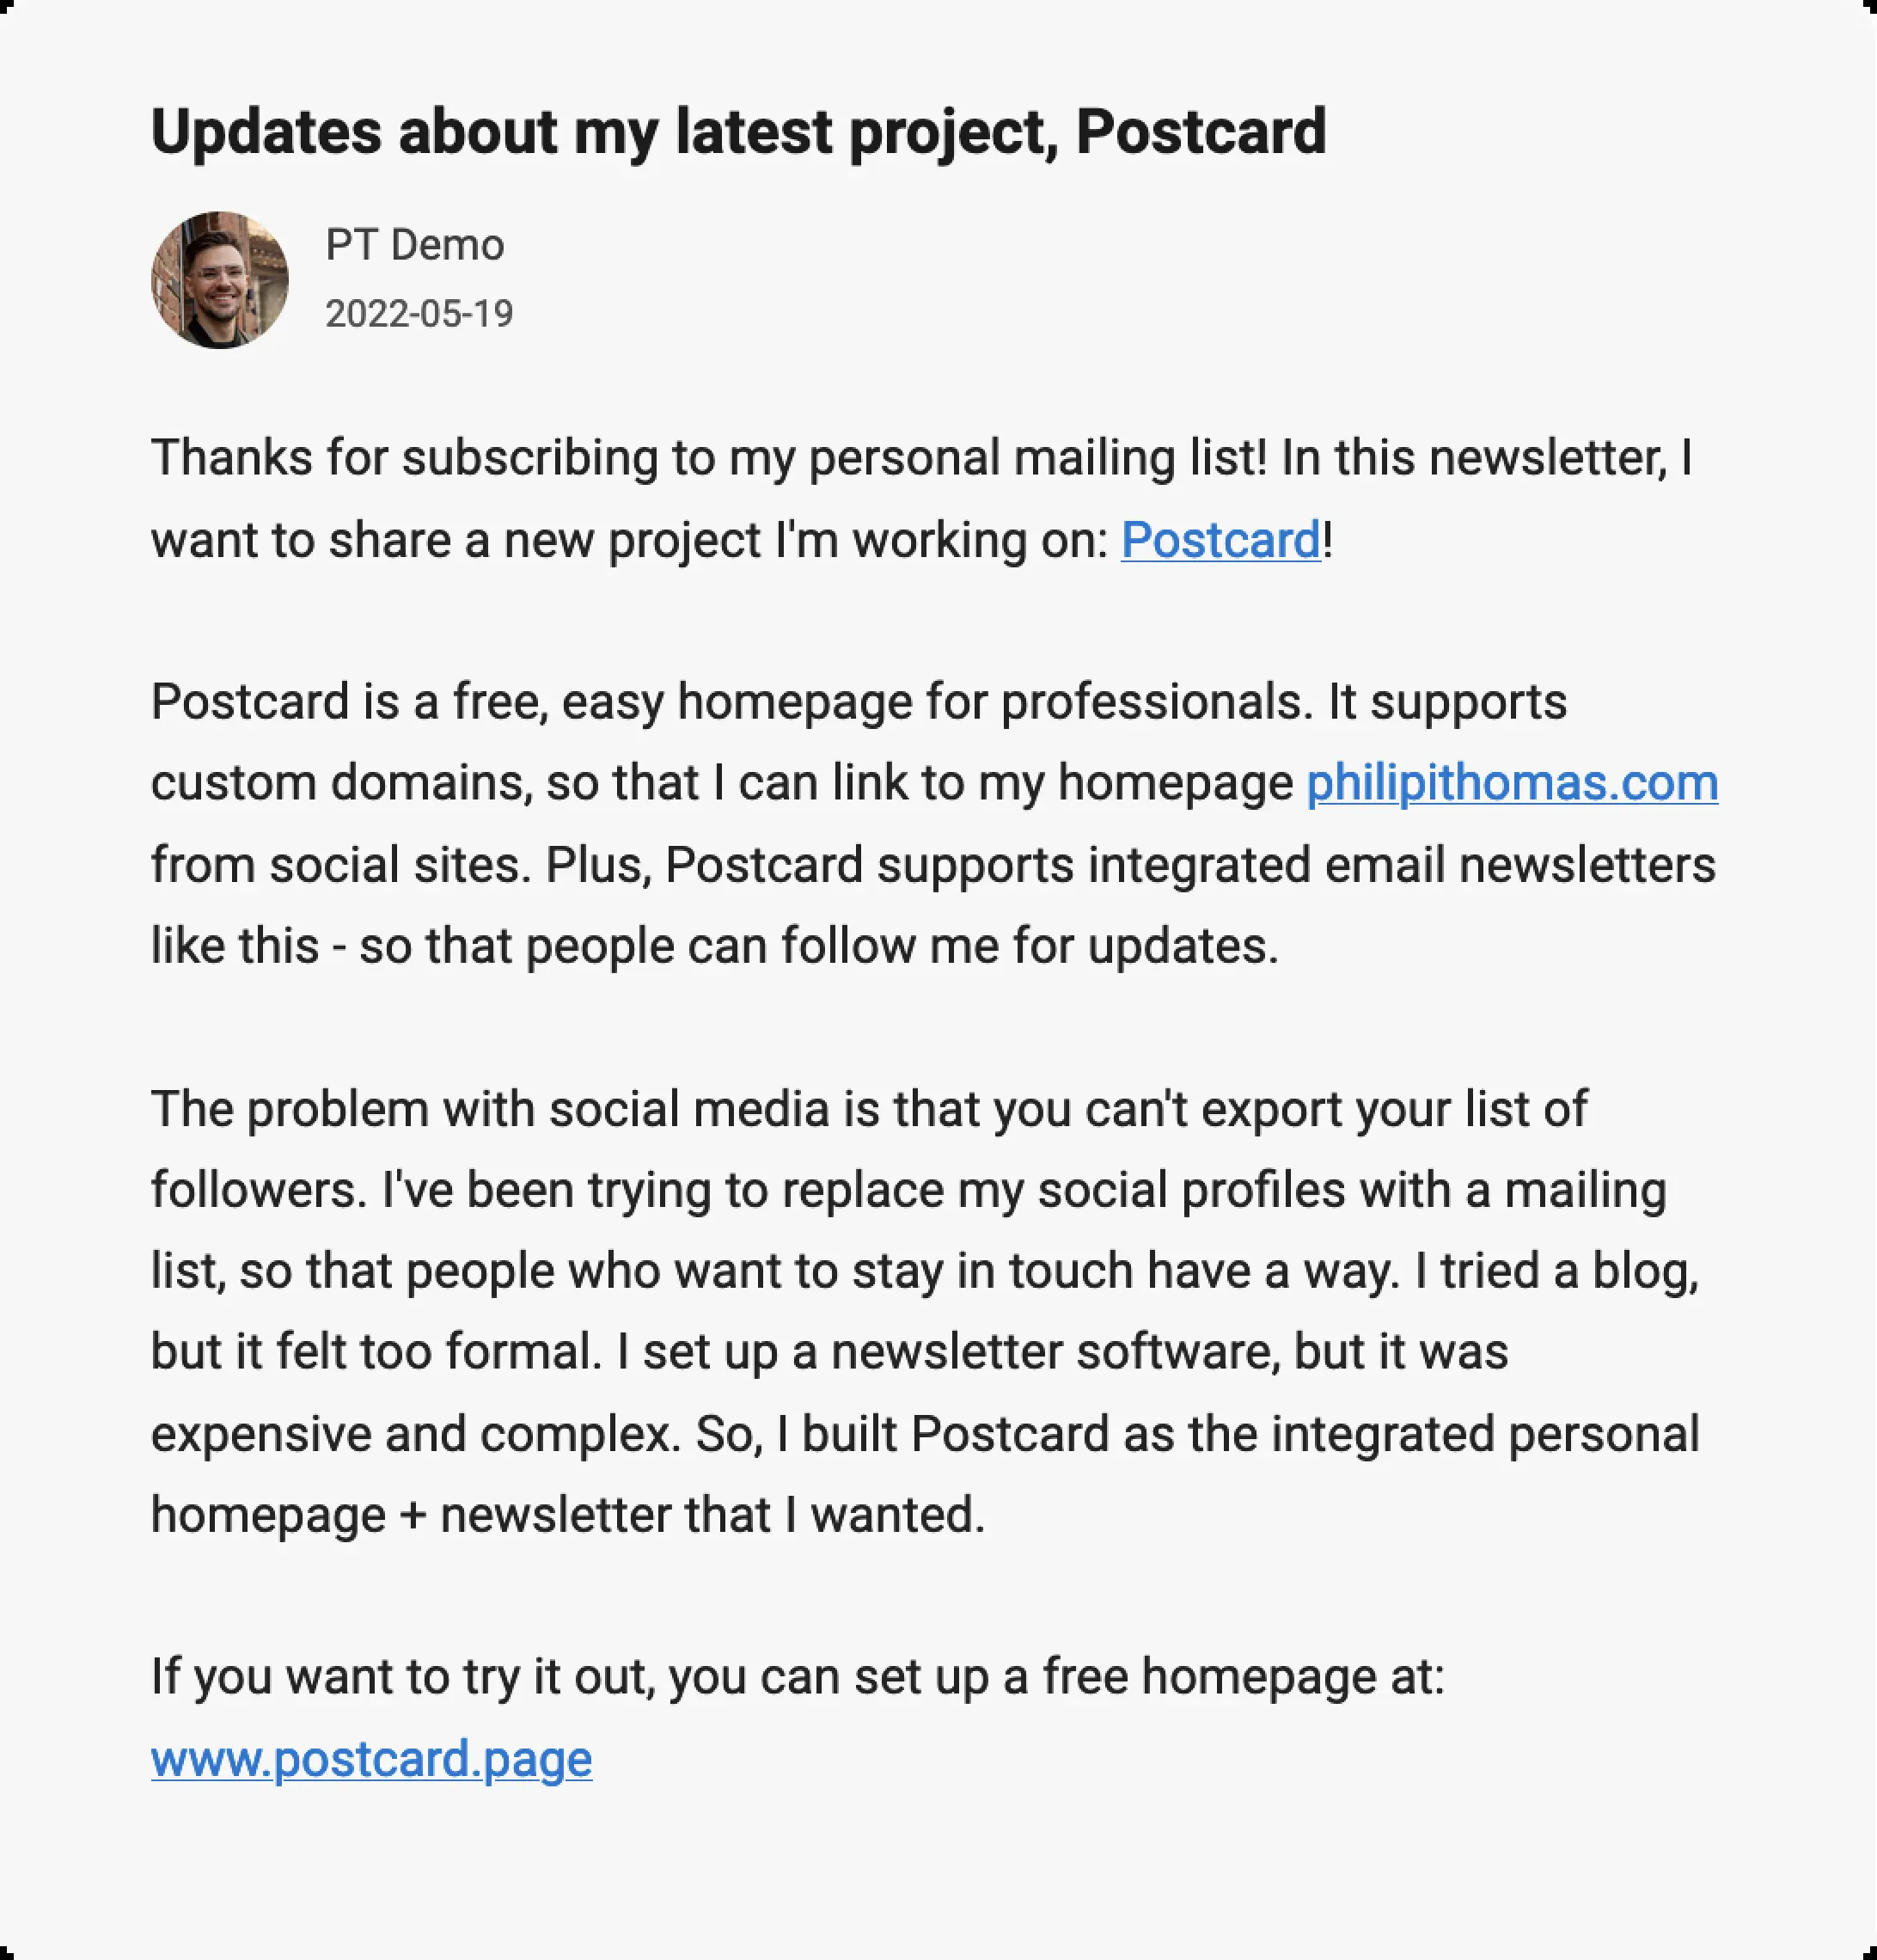 Updates about my latest project, Postcard
PT Demo
2022-05-19
Thanks for subscribing to my personal mailing list! In this newsletter, I
want to share a new project I'm working on: Postcard!
Postcard is a free, easy homepage for professionals. It supports
custom domains, so that I can link to my homepage philipithomas.com
from social sites. Plus, Postcard supports integrated email newsletters
like this - so that people can follow me for updates.
The problem with social media is that you can't export your list of
followers. I've been trying to replace my social profiles with a mailing
list, so that people who want to stay in touch have a way. I tried a blog,
but it felt too formal. I set up a newsletter software, but it was
expensive and complex. So, I built Postcard as the integrated personal
homepage + newsletter that I wanted.
If you want to try it out, you can set up a free homepage at:
www.postcard.page